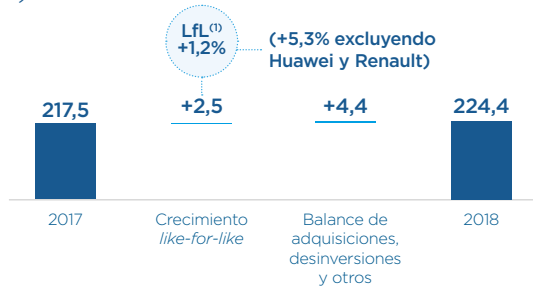 LfL(1)
+1,2%
(+5,3% excluyendo
Huawei y Renault)
217,5
+2,5
+4,4
224,4
2017
Crecimiento
like-for-like
Balance de
adquisiciones,
desinversiones
y otros
2018